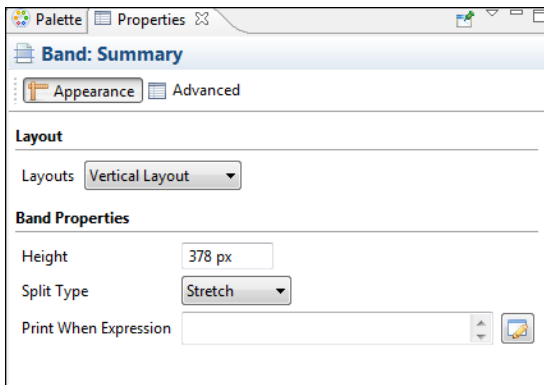 Palette Properties
Band: Summary
Appearance Advanced
Layout
Layouts Vertical Layout
Band Properties
Height 378 px
Split Type Stretch
Print When Expression